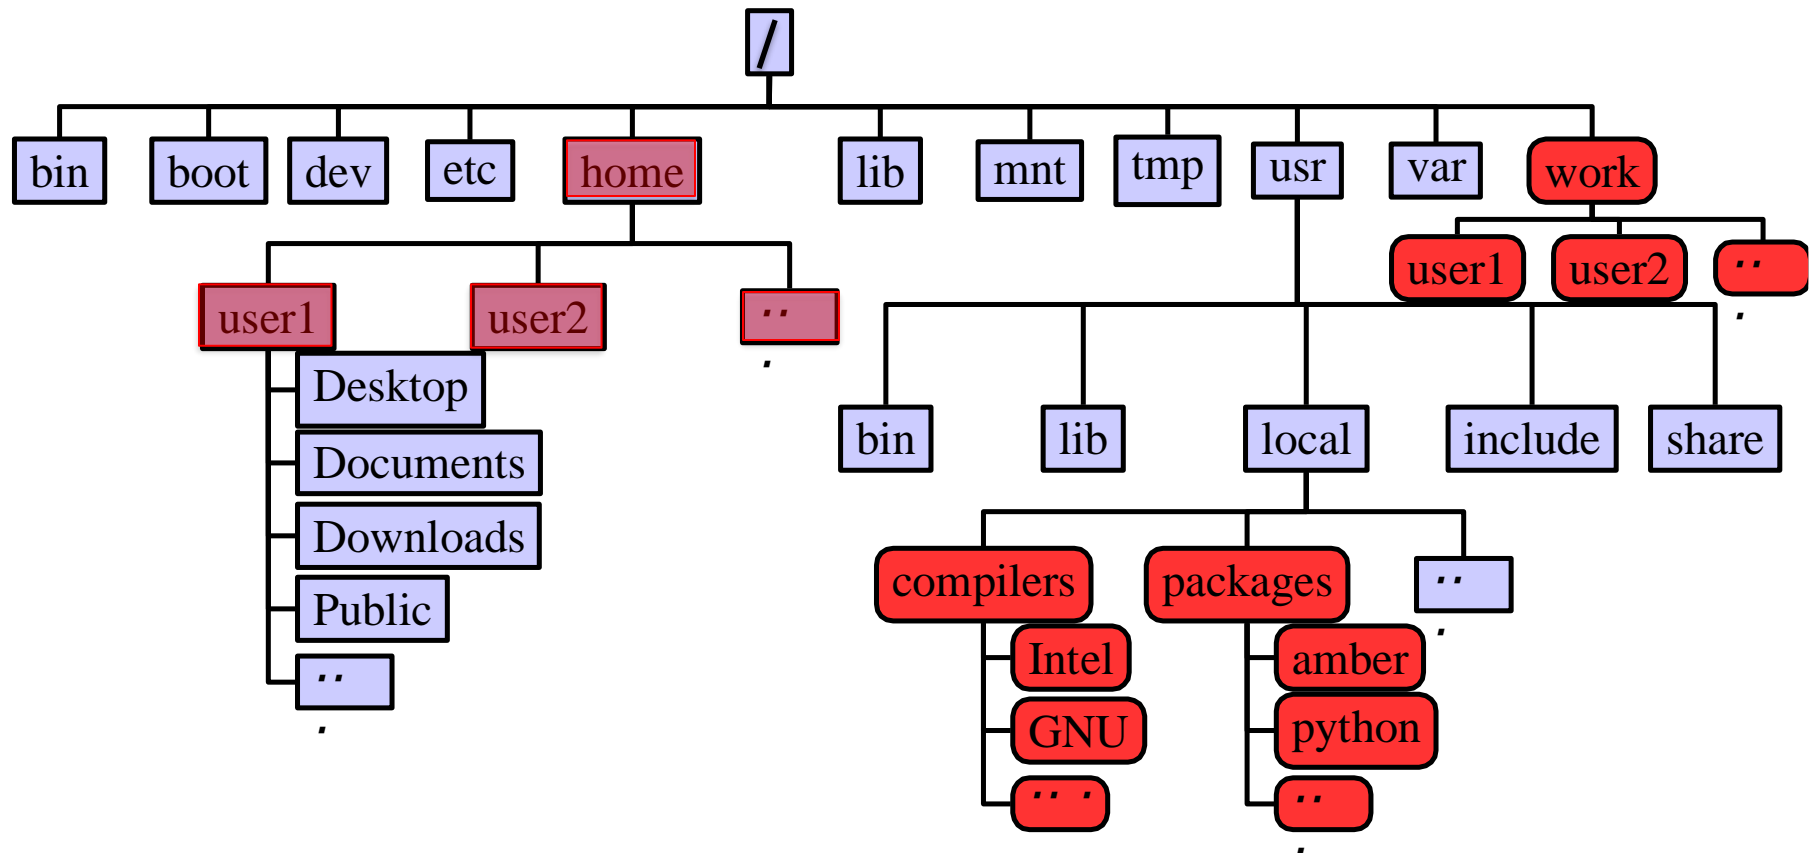 /
bin boot dev etc home lib mnt tmp usr var work
user1 user2 ...
user1 user2 ...
Desktop
Documents
Downloads
Public
...
bin lib local include share
compilers packages ...
Intel amber
GNU python
... ...